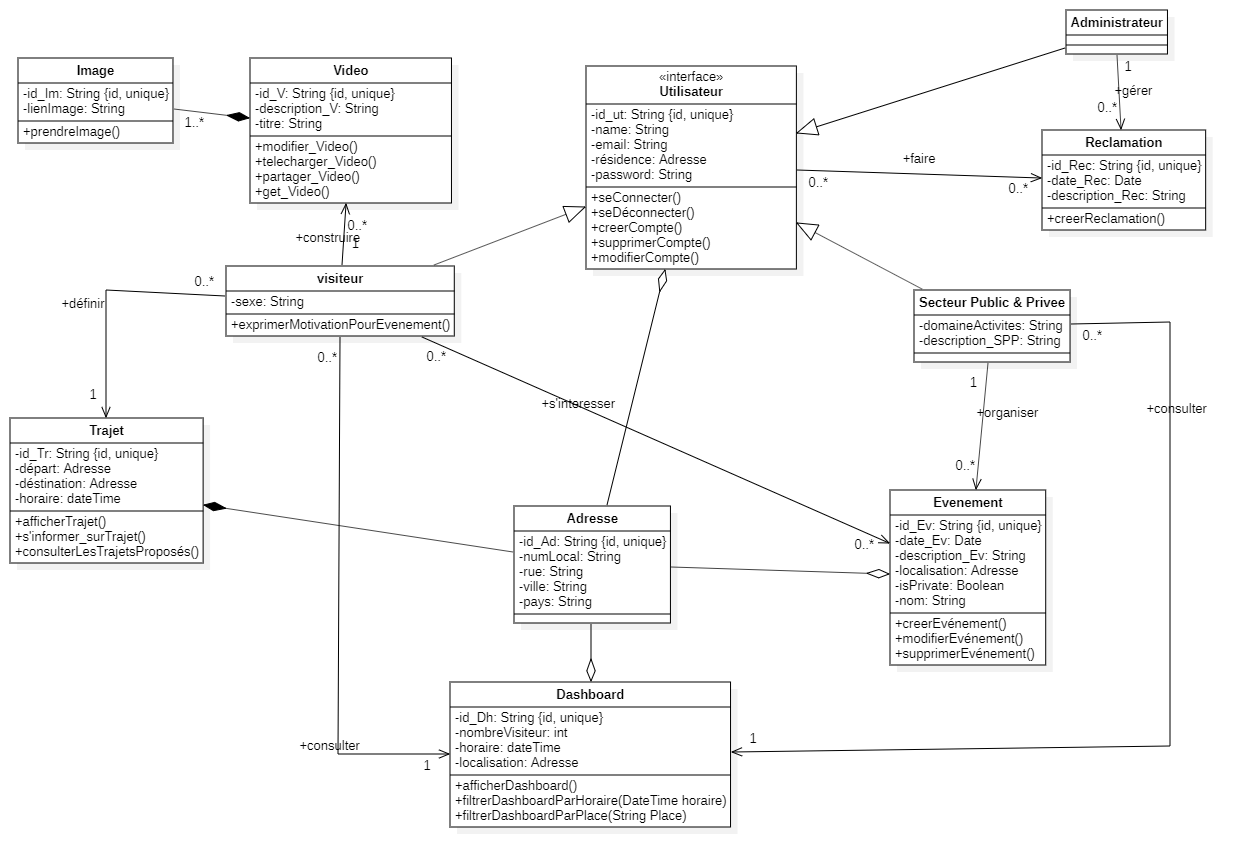 Administrateur
1
+gérer
0..*
Image
-id_Im: String {id, unique}
-lienImage: String
+prendreImage()
1..*
Video
-id_V: String {id, unique}
-description_V: String
-titre: String
+modifier_Video()
+telecharger_Video()
+partager_Video()
+get_Video()
«interface»
Utilisateur
-id_ut: String {id, unique}
-name: String
-email: String
-résidence: Adresse
-password: String
+seConnecter()
+seDéconnecter()
+creerCompte()
+supprimerCompte()
+modifierCompte()
+faire
0..*
0..*
Reclamation
-id_Rec: String {id, unique}
-date_Rec: Date
-description_Rec: String
+creerReclamation()
0..*
+construire
1
visiteur
-sexe: String
+exprimerMotivationPourEvenement()
0..*
+définir
1
0..*
0..*
+s'interesser
0..*
Secteur Public & Privee
-domaineActivites: String
-description_SPP: String
0..*
1
+organiser
0..*
+consulter
Trajet
-id_Tr: String {id, unique}
-départ: Adresse
-déstination: Adresse
-horaire: dateTime
+afficherTrajet()
+s'informer_surTrajet()
+consulterLesTrajetsProposés()
Adresse
-id_Ad: String {id, unique}
-numLocal: String
-rue: String
-ville: String
-pays: String
Evenement
-id_Ev: String {id, unique}
-date_Ev: Date
-description_Ev: String
-localisation: Adresse
-isPrivate: Boolean
-nom: String
+creerEvénement()
+modifierEvénement()
+supprimerEvénement()
+consulter
1
Dashboard
-id_Dh: String {id, unique}
-nombreVisiteur: int
-horaire: dateTime
-localisation: Adresse
+afficherDashboard()
+filtrerDashboardParHoraire(DateTime horaire)
+filtrerDashboardParPlace(String Place)
1